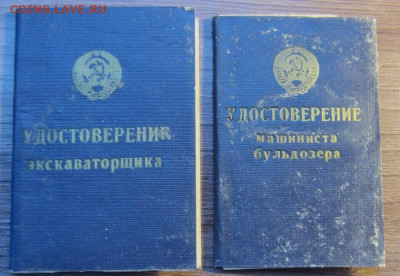 COINS.LAVE.RU
УДОСТОВЕРЕНИЕ
экскаваторщика
УДОСТОВЕРЕНИЕ
машиниста
бульдозера